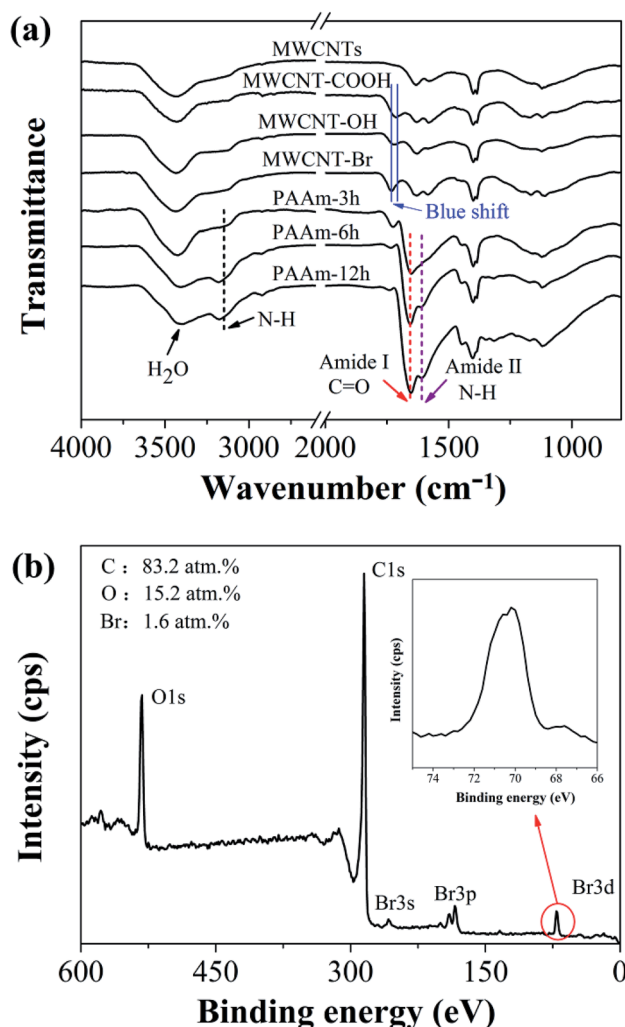 (a)
MWCNTs
MWCNT-COOH
MWCNT-OH
MWCNT-Br
Blue shift
PAAm-3h
PAAm-6h
PAAm-12h
N-H
H₂O
Amide I
C=O
Amide II
N-H
Transmittance
4000 3500 3000 2500 2000 1500 1000
Wavenumber (cm⁻¹)
(b)
C : 83.2 atm.%
O : 15.2 atm.%
Br: 1.6 atm.%
C1s
O1s
Br3s
Br3p
Br3d
Intensity (cps)
75 72 70 68 66
Binding energy (eV)
Intensity (cps)
600 450 300 150 0
Binding energy (eV)